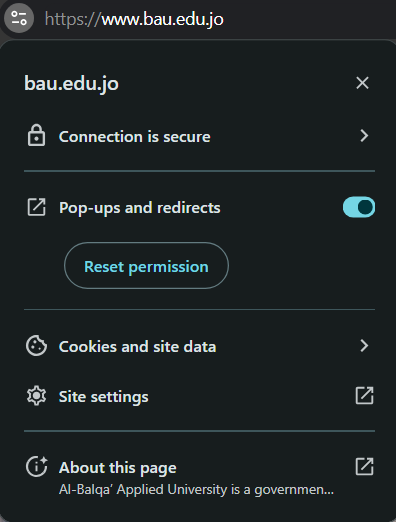 https://www.bau.edu.jo
bau.edu.jo
Connection is secure
Pop-ups and redirects
Reset permission
Cookies and site data
Site settings
About this page
Al-Balqa' Applied University is a governmen...